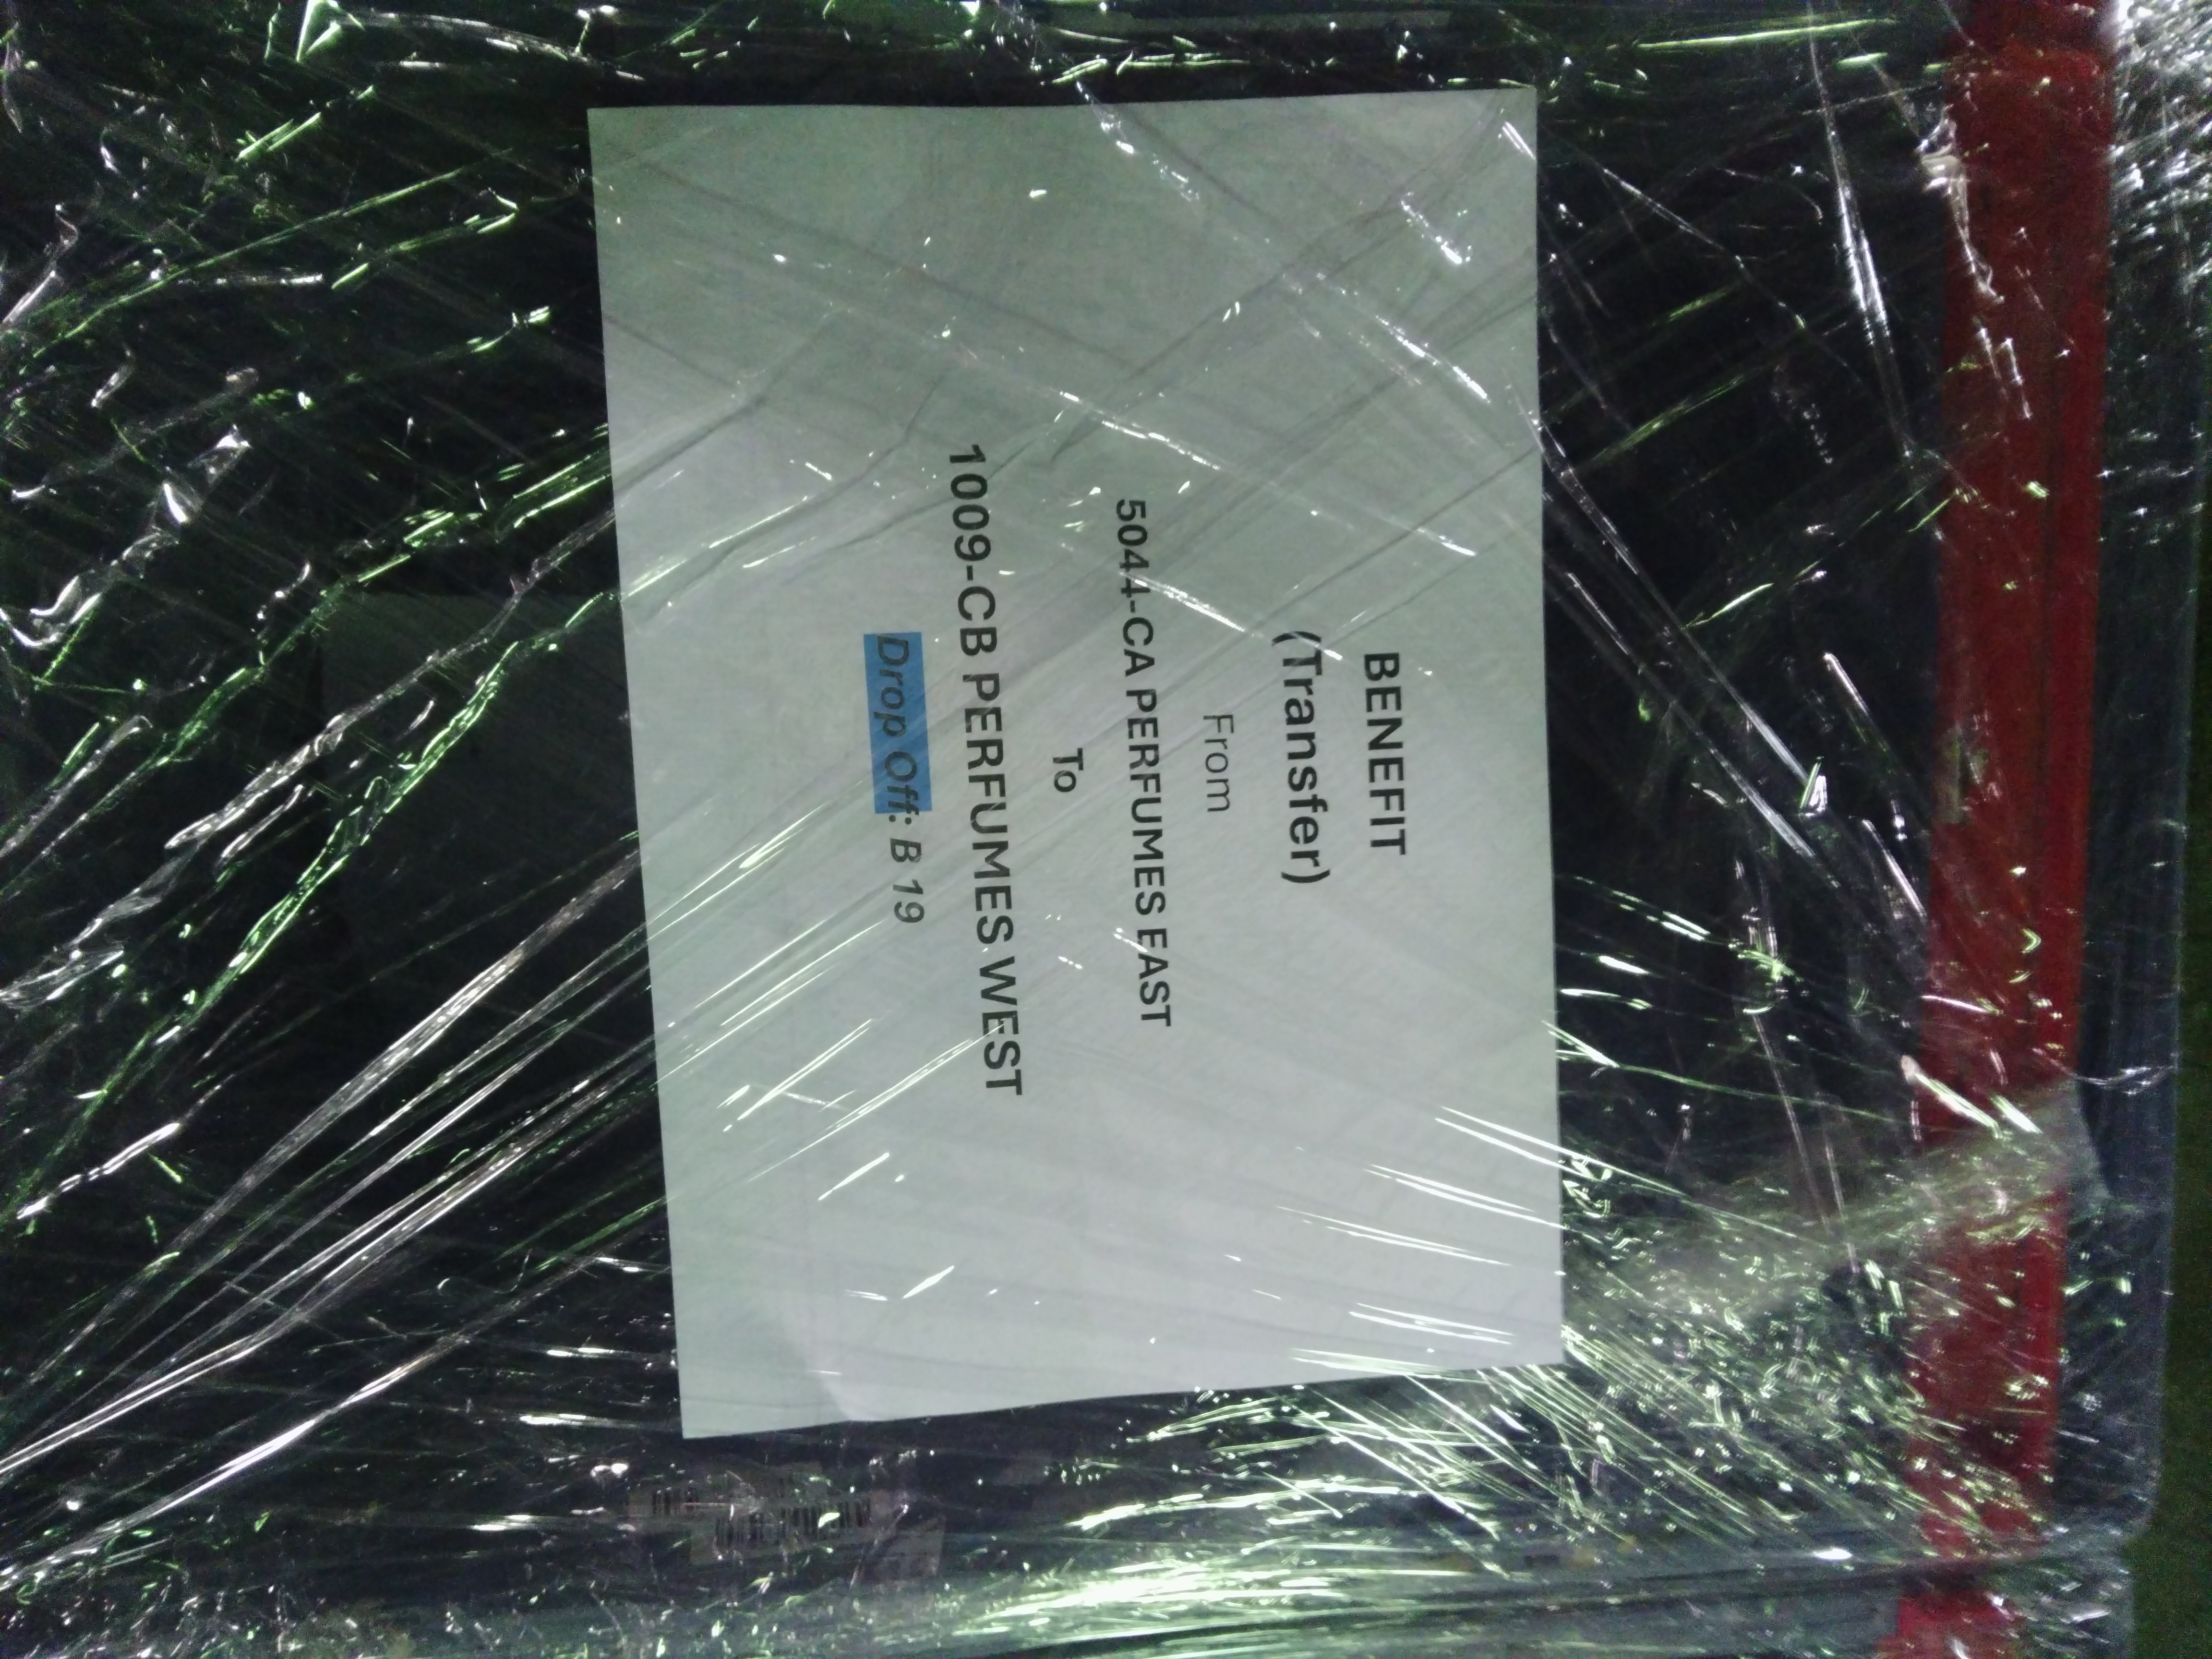 BENEFIT
(Transfer)
From
5044-CA PERFUMES EAST
To
1009-CB PERFUMES WEST
Drop Off: B 19